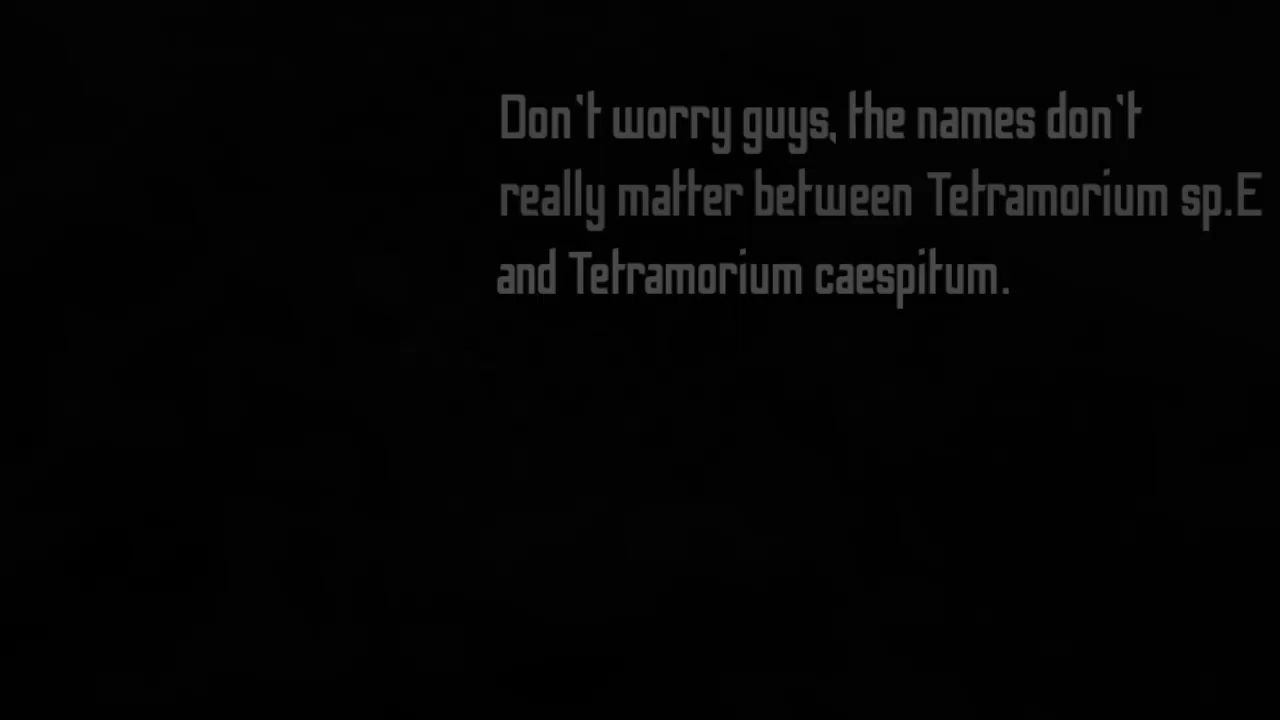 Don't worry guys, the names don't
really matter between Tetramorium sp.E
and Tetramorium caespitum.